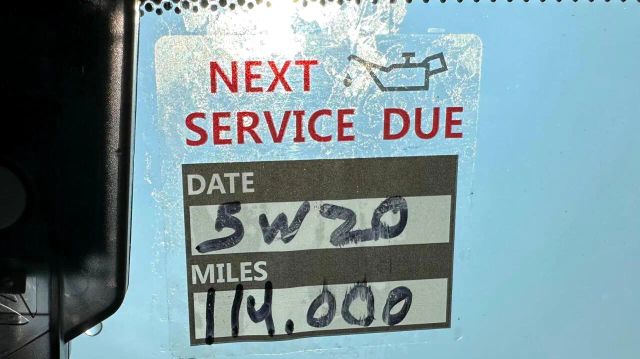 NEXT
SERVICE DUE
DATE
5W20
MILES
114.000